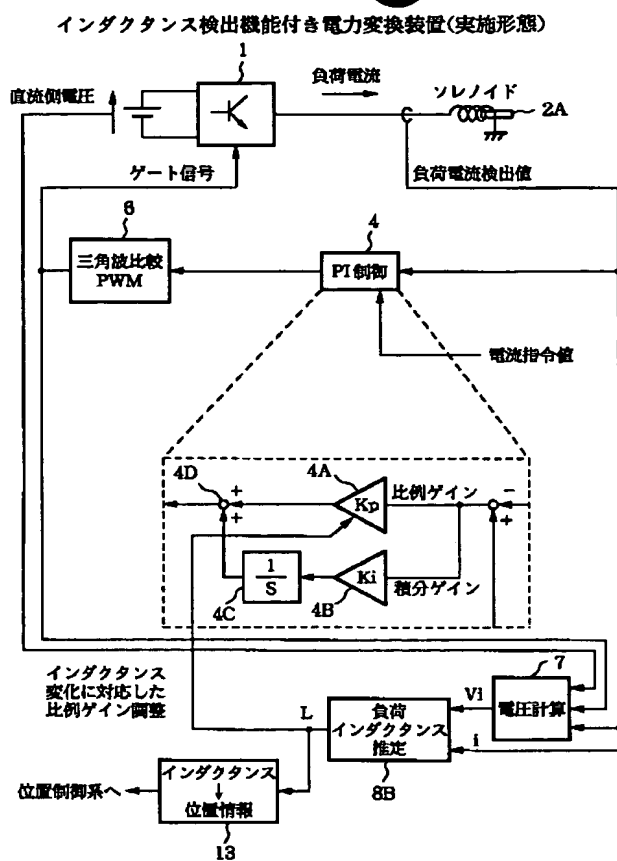 インダクタンス検出機能付き電力変換装置(実施形態)
1
直流側電圧
負荷電流
ソレノイド
2A
ゲート信号
負荷電流検出値
6
三角波比較
PWM
4
PI制御
電流指令値
4D
+
+
4A
Kp
比例ゲイン
−
+
1
S
4C
Ki
4B
積分ゲイン
インダクタンス
変化に対応した
比例ゲイン調整
L
負荷
インダクタンス
推定
8B
Vi
i
7
電圧計算
位置制御系へ
インダクタンス
↓
位置情報
13